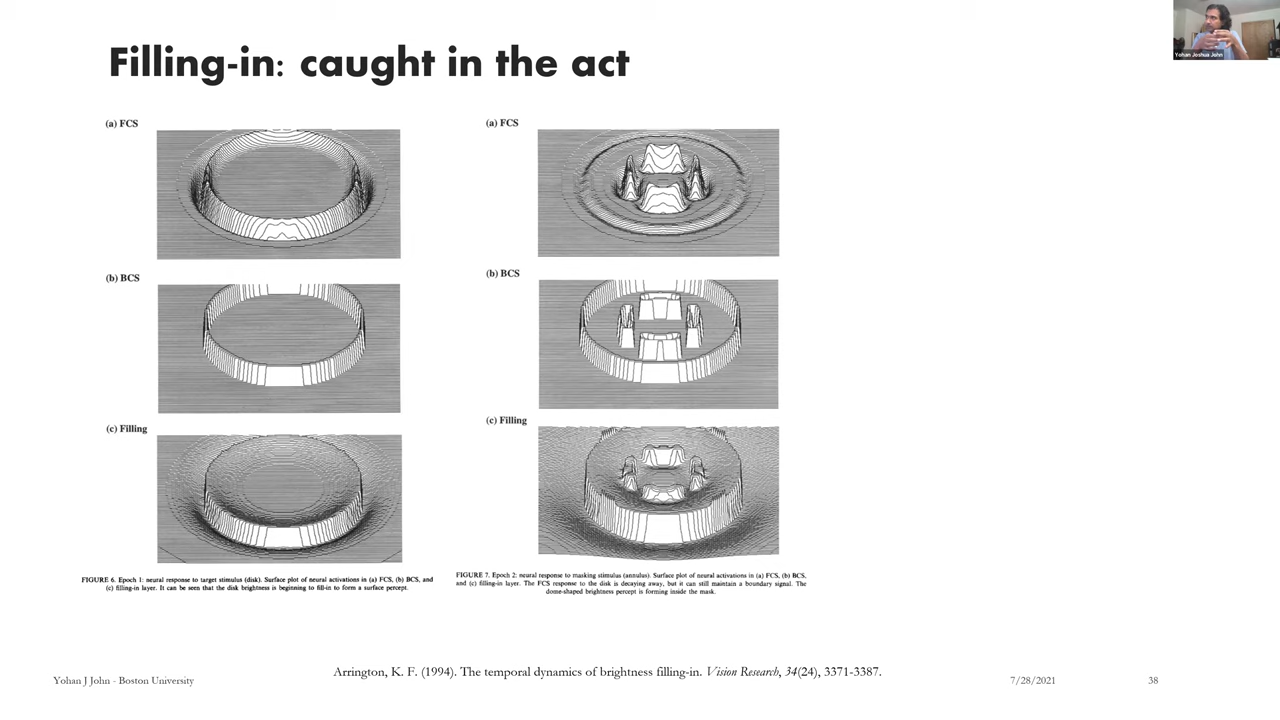 Filling-in: caught in the act
Yohan Joshua John
(a) FCS
(b) BCS
(c) Filling
FIGURE 6. Epoch 1: neural response to target stimulus (disk). Surface plot of neural activations in (a) FCS, (b) BCS, and
(c) filling-in layer. It can be seen that the disk brightness is beginning to fill-in to form a surface percept.
(a) FCS
(b) BCS
(c) Filling
FIGURE 7. Epoch 2: neural response to masking stimulus (annulus). Surface plot of neural activations in (a) FCS, (b) BCS,
and (c) filling-in layer. The FCS response to the disk is decaying away, but it can still maintain a boundary signal. The
dome-shaped brightness percept is forming inside the mask.
Arrington, K. F. (1994). The temporal dynamics of brightness filling-in. Vision Research, 34(24), 3371-3387.
Yohan J John - Boston University
7/28/2021
38